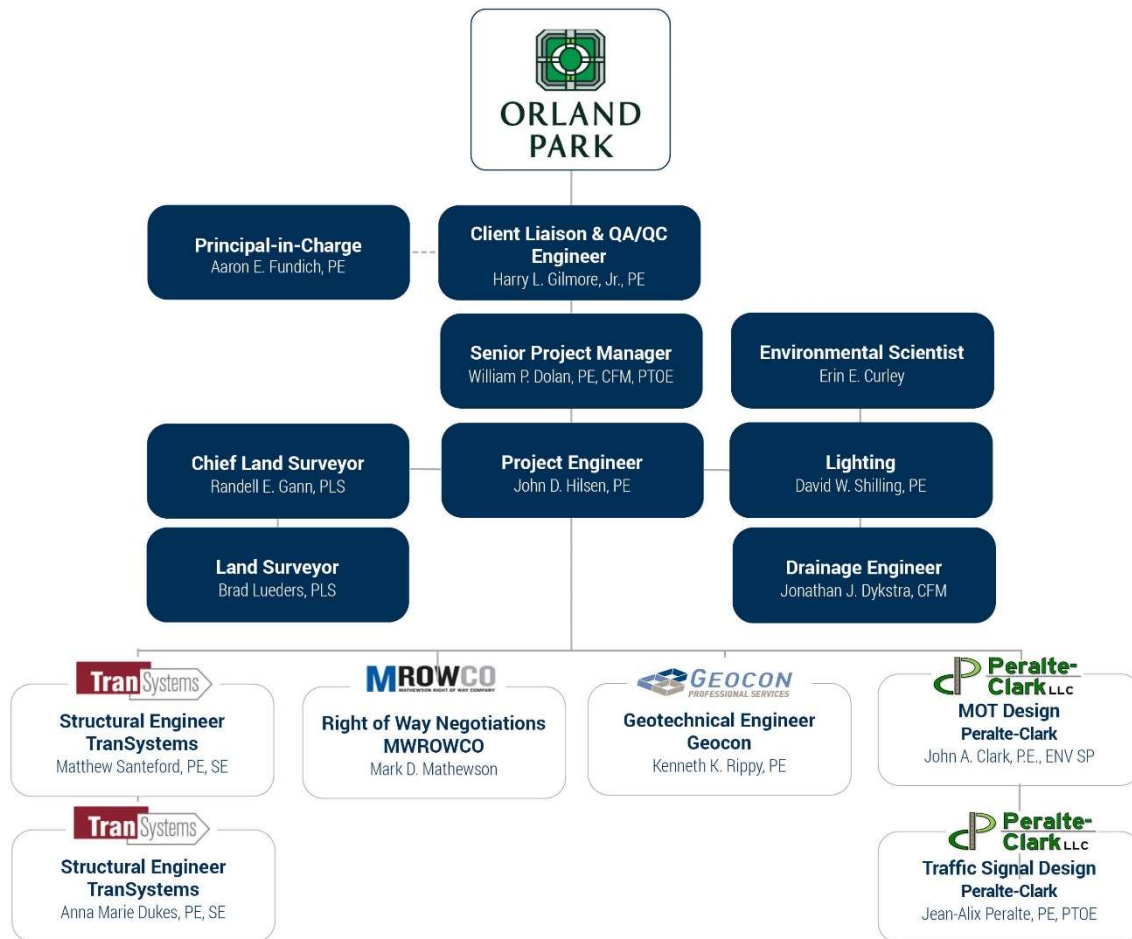 ORLAND
PARK
Principal-in-Charge
Aaron E. Fundich, PE
Client Liaison & QA/QC
Engineer
Harry L. Gilmore, Jr., PE
Senior Project Manager
William P. Dolan, PE, CFM, PTOE
Environmental Scientist
Erin E. Curley
Chief Land Surveyor
Randell E. Gann, PLS
Project Engineer
John D. Hilsen, PE
Lighting
David W. Shilling, PE
Land Surveyor
Brad Lueders, PLS
Drainage Engineer
Jonathan J. Dykstra, CFM
TranSystems
Structural Engineer
TranSystems
Matthew Santeford, PE, SE
MROWCO
MATHEWSON RIGHT OF WAY COMPANY
Right of Way Negotiations
MWROWCO
Mark D. Mathewson
GEOCON
PROFESSIONAL SERVICES
Geotechnical Engineer
Geocon
Kenneth K. Rippy, PE
Peralte-
Clark LLC
MOT Design
Peralte-Clark
John A. Clark, P.E., ENV SP
TranSystems
Structural Engineer
TranSystems
Anna Marie Dukes, PE, SE
Peralte-
Clark LLC
Traffic Signal Design
Peralte-Clark
Jean-Alix Peralte, PE, PTOE